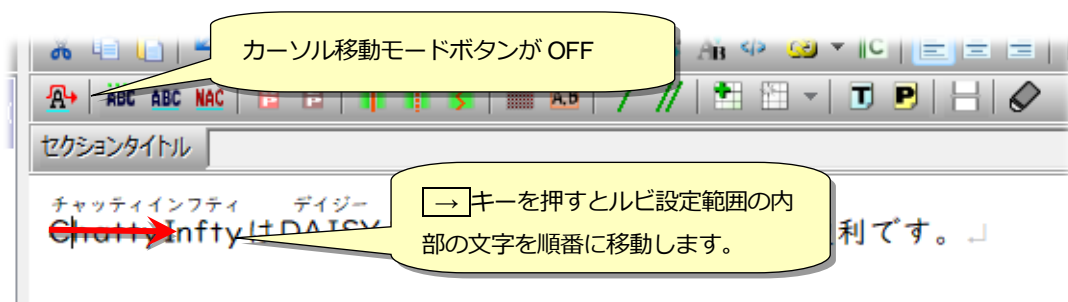 カーソル移動モードボタンが OFF
ABC ABC NAC A,B T P
セクションタイトル
→ キーを押すとルビ設定範囲の内
部の文字を順番に移動します。
チャッティインフティ デイジー
ChattyInftyはDAISY 利です。